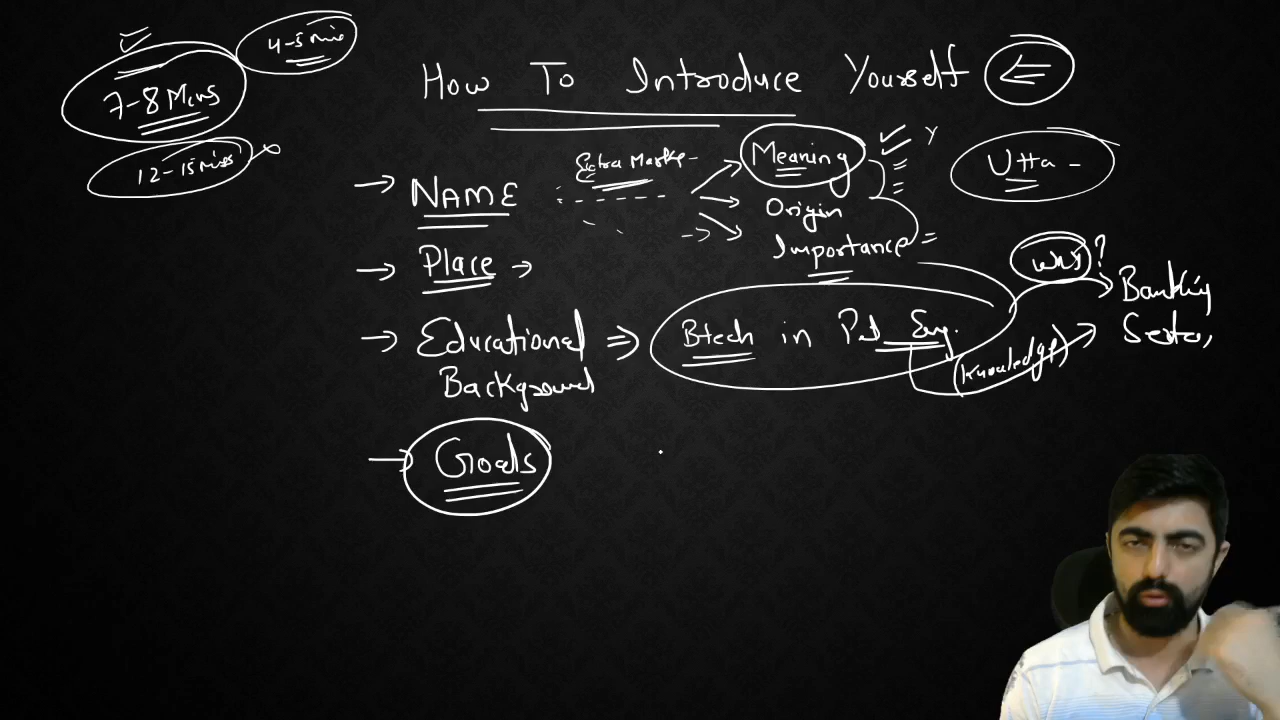 4-5 min
7-8 Mins
12-15 mins
How To Introduce Yourself
NAME
Extra Marks
Meaning
Y
Origin
Importance
Utta -
Place
Educational
Background
Btech in Pet Eng.
why?
Banking
Sector,
Knowledge
Goals